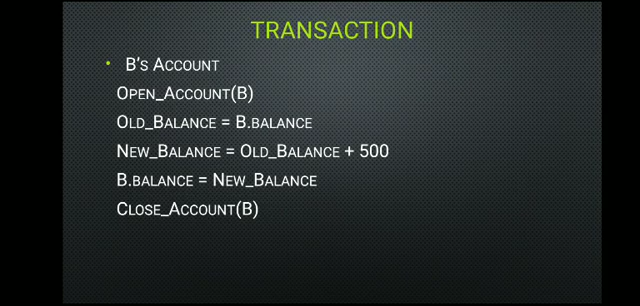 TRANSACTION
• B's Account
Open_Account(B)
Old_Balance = B.balance
New_Balance = Old_Balance + 500
B.balance = New_Balance
Close_Account(B)